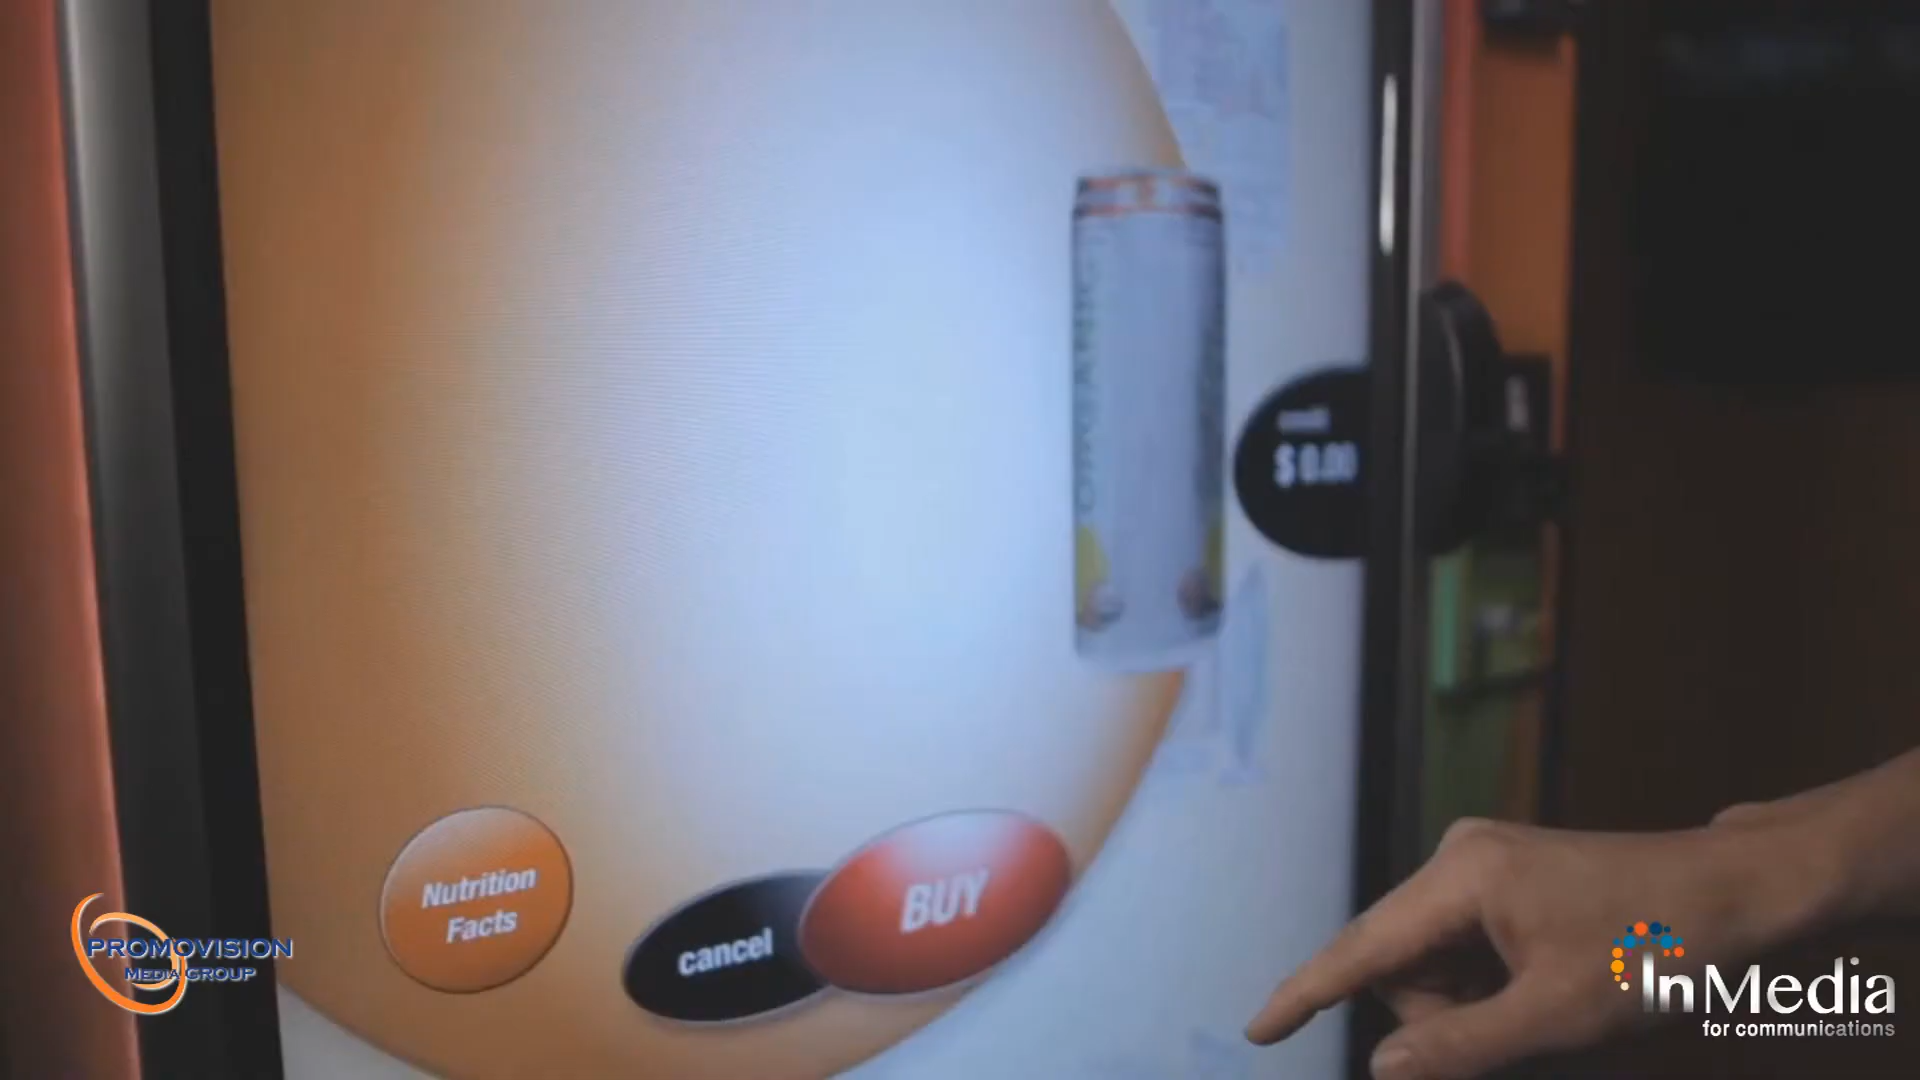 $ 0.00
Nutrition
Facts
cancel
BUY
PROMOVISION
MEDIA GROUP
InMedia
for communications